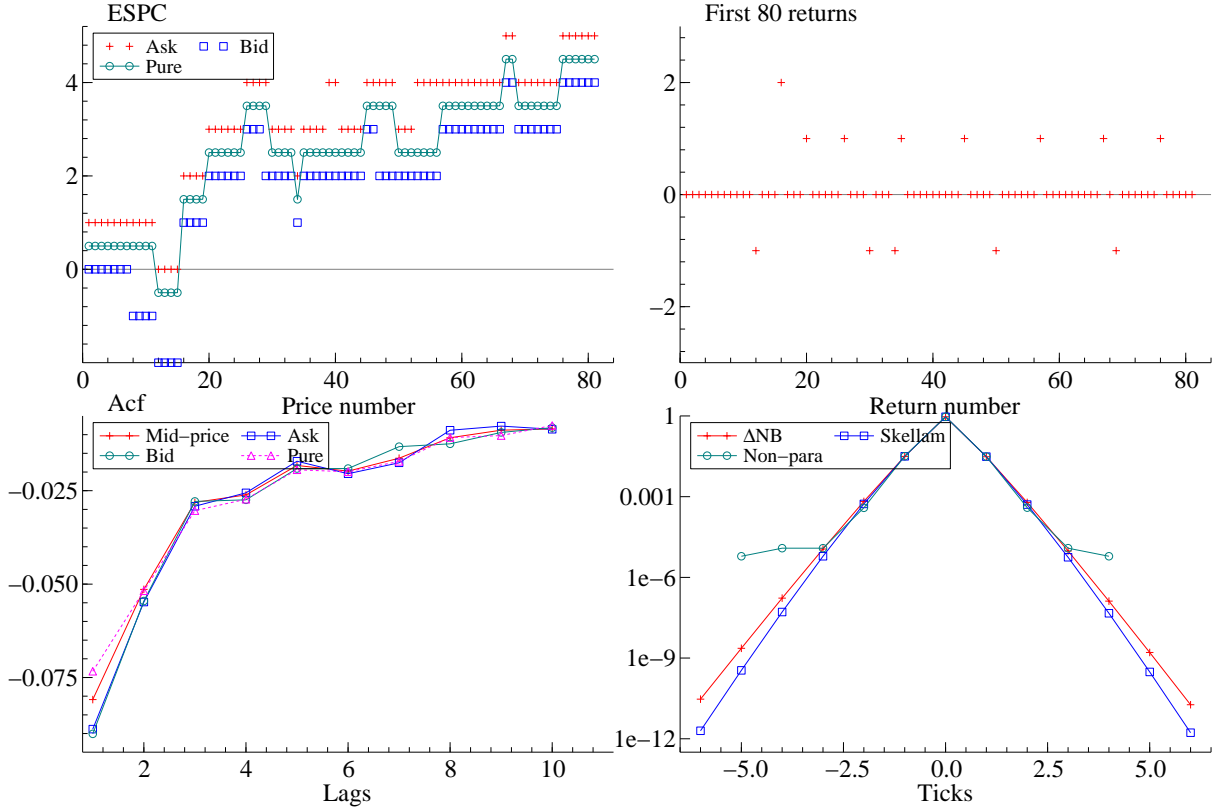 ESPC
Ask Bid
Pure
4
2
0
0 20 40 60 80
Price number
First 80 returns
2
0
−2
0 20 40 60 80
Return number
Acf
Mid−price Ask
Bid Pure
−0.025
−0.050
−0.075
2 4 6 8 10
Lags
ΔNB Skellam
Non−para
1
0.001
1e−6
1e−9
1e−12
−5.0 −2.5 0.0 2.5 5.0
Ticks